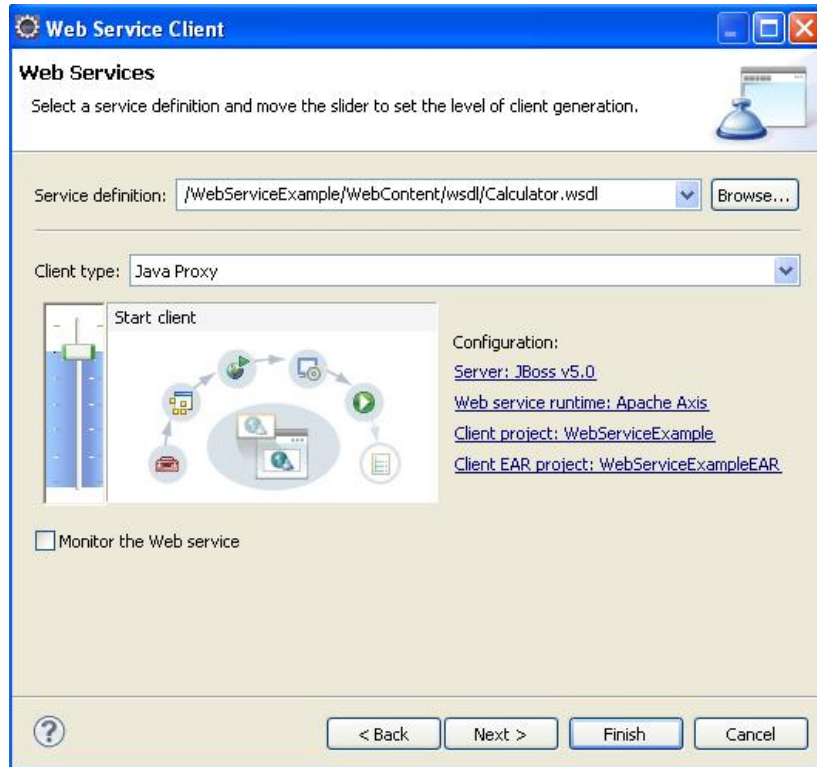 Web Service Client
Web Services
Select a service definition and move the slider to set the level of client generation.
Service definition: /WebServiceExample/WebContent/wsdl/Calculator.wsdl Browse...
Client type: Java Proxy
Start client
Configuration:
Server: JBoss v5.0
Web service runtime: Apache Axis
Client project: WebServiceExample
Client EAR project: WebServiceExampleEAR
Monitor the Web service
? < Back Next > Finish Cancel